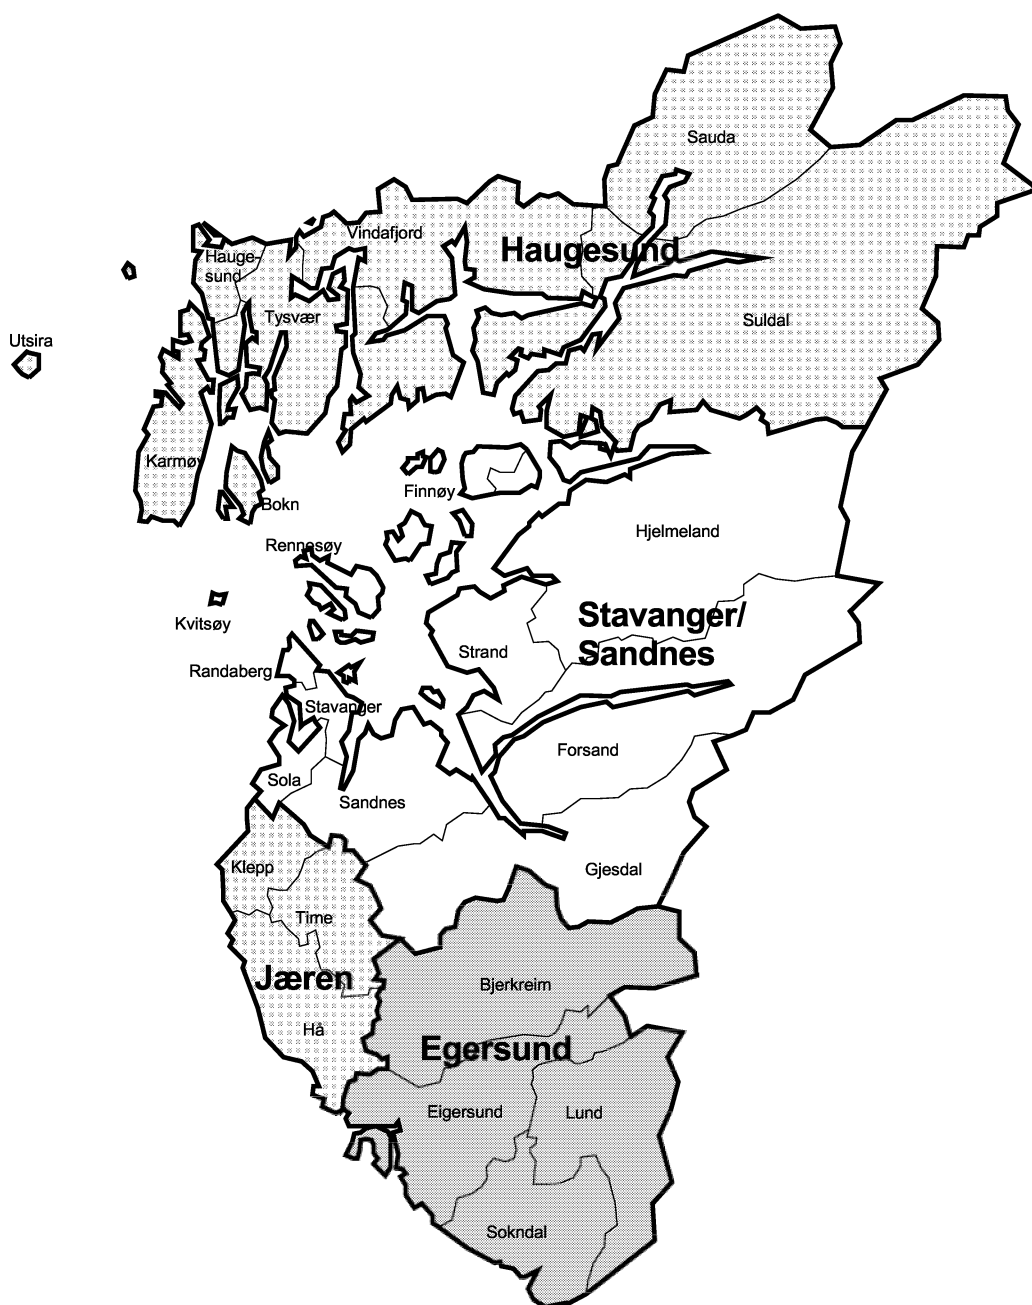 Sauda
Vindafjord
Haugesund
Hauge-
sund
Tysvær
Suldal
Utsira
Karmøy
Finnøy
Bokn
Hjelmeland
Rennesøy
Stavanger/
Sandnes
Kvitsøy
Strand
Randaberg
Stavanger
Forsand
Sola
Sandnes
Klepp
Gjesdal
Time
Jæren
Bjerkreim
Hå
Egersund
Eigersund
Lund
Sokndal